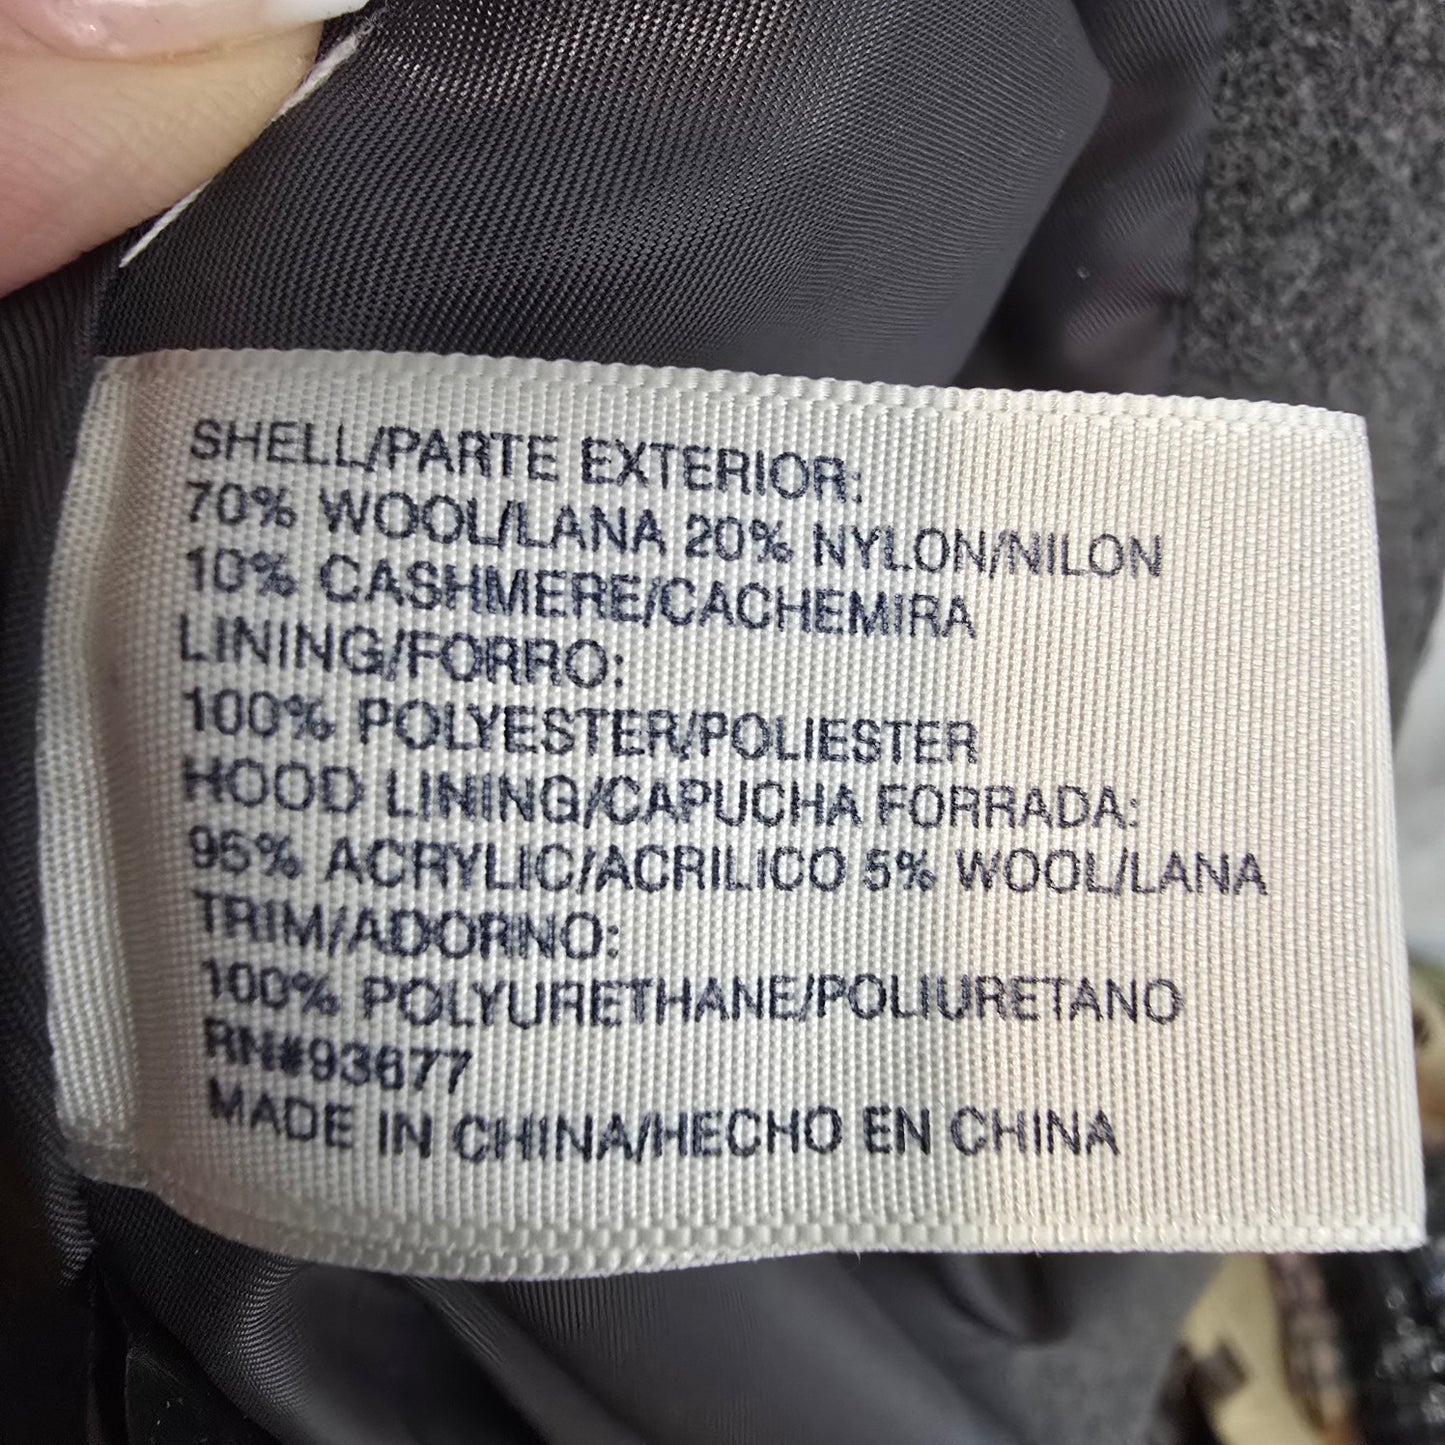 SHELL/PARTE EXTERIOR:
70% WOOL/LANA 20% NYLON/NILON
10% CASHMERE/CACHEMIRA
LINING/FORRO:
100% POLYESTER/POLIESTER
HOOD LINING/CAPUCHA FORRADA:
95% ACRYLIC/ACRILICO 5% WOOL/LANA
TRIM/ADORNO:
100% POLYURETHANE/POLIURETANO
RN#93677
MADE IN CHINA/HECHO EN CHINA